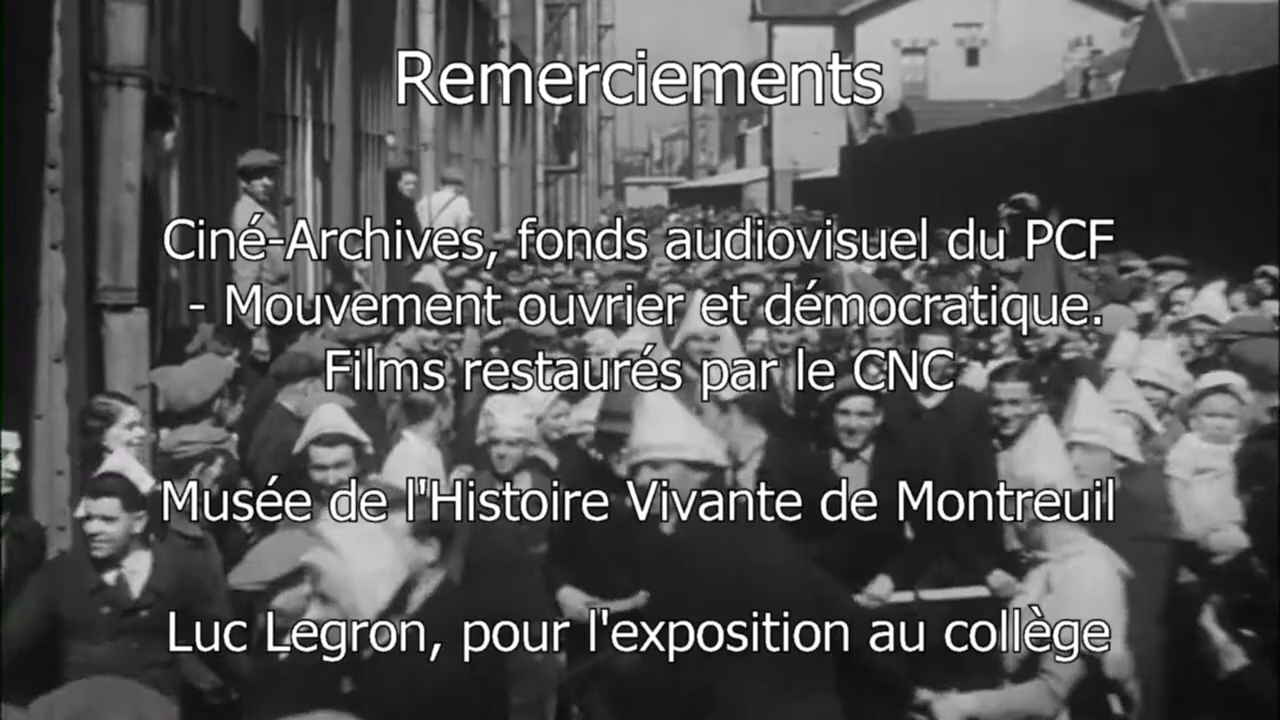 Remerciements
Ciné-Archives, fonds audiovisuel du PCF
- Mouvement ouvrier et démocratique.
Films restaurés par le CNC
Musée de l'Histoire Vivante de Montreuil
Luc Legron, pour l'exposition au collège